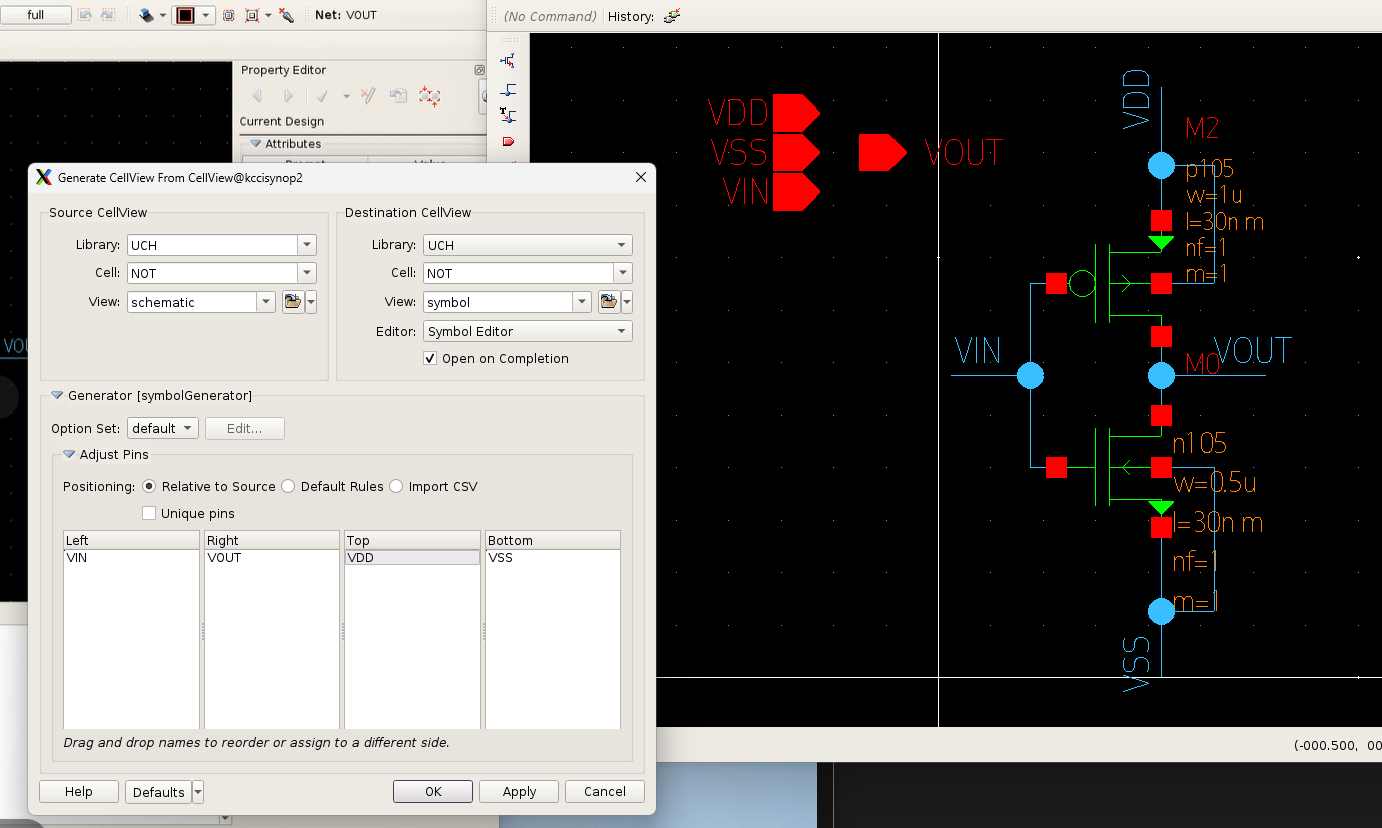 full
Net: VOUT
(No Command) History:
Property Editor
Current Design
Attributes
Generate CellView From CellView@kccisynop2
Source CellView
Library: UCH
Cell: NOT
View: schematic
Destination CellView
Library: UCH
Cell: NOT
View: symbol
Editor: Symbol Editor
Open on Completion
Generator [symbolGenerator]
Option Set: default Edit...
Adjust Pins
Positioning: Relative to Source Default Rules Import CSV
Unique pins
Left Right Top Bottom
VIN VOUT VDD VSS
Drag and drop names to reorder or assign to a different side.
Help Defaults OK Apply Cancel
VDD
VSS
VIN
VOUT
VDD
M2
p105
w=1u
l=30n m
nf=1
m=1
VIN
M0
VOUT
n105
w=0.5u
l=30n m
nf=1
m=1
VSS